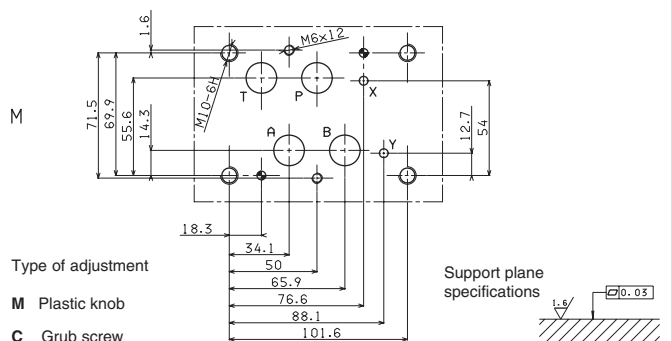 1.6
M6x12
M10-6H
T
P
X
M
71.5
69.9
55.6
14.3
A
B
Y
12.7
54
18.3
34.1
50
65.9
76.6
88.1
101.6
Type of adjustment
M Plastic knob
C Grub screw
Support plane
specifications
1.6
0.03